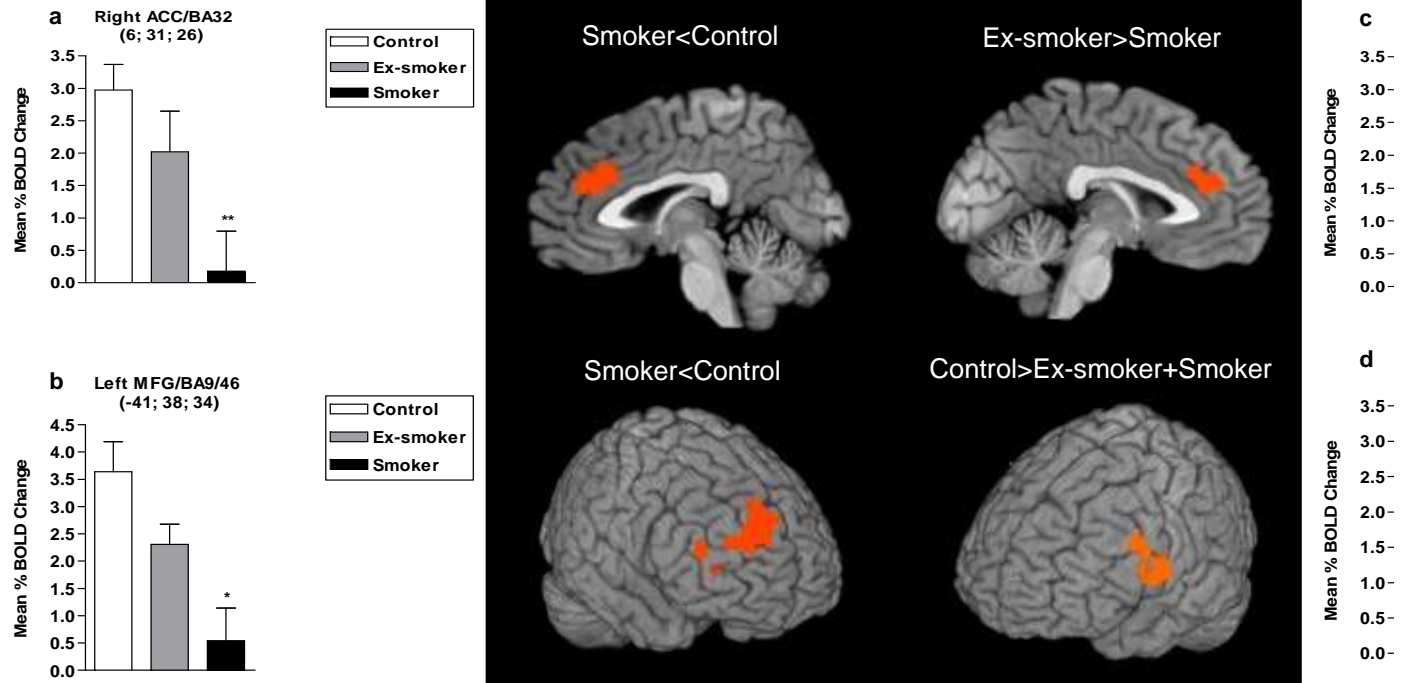 a
Right ACC/BA32
(6; 31; 26)
Mean % BOLD Change
3.5
3.0
2.5
2.0
1.5
1.0
0.5
0.0
**
Control
Ex-smoker
Smoker
b
Left MFG/BA9/46
(-41; 38; 34)
Mean % BOLD Change
4.5
4.0
3.5
3.0
2.5
2.0
1.5
1.0
0.5
0.0
*
Control
Ex-smoker
Smoker
Smoker<Control
Ex-smoker>Smoker
Smoker<Control
Control>Ex-smoker+Smoker
c
Mean % BOLD Change
3.5
3.0
2.5
2.0
1.5
1.0
0.5
0.0
d
Mean % BOLD Change
3.5
3.0
2.5
2.0
1.5
1.0
0.5
0.0